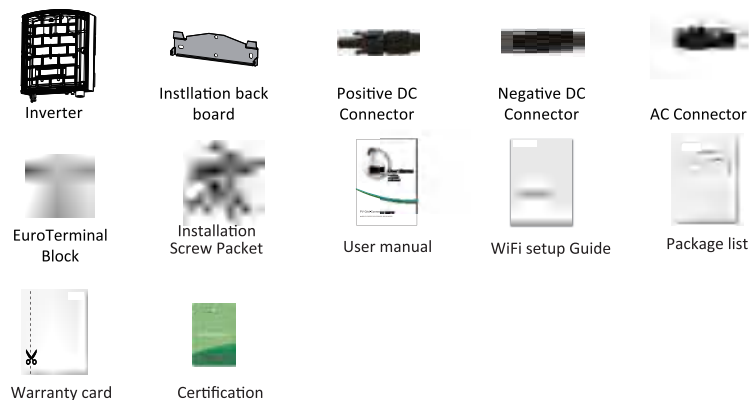 Inverter
Instllation back
board
Positive DC
Connector
Negative DC
Connector
AC Connector
EuroTerminal
Block
Installation
Screw Packet
User manual
WiFi setup Guide
Package list
Warranty card
Certification